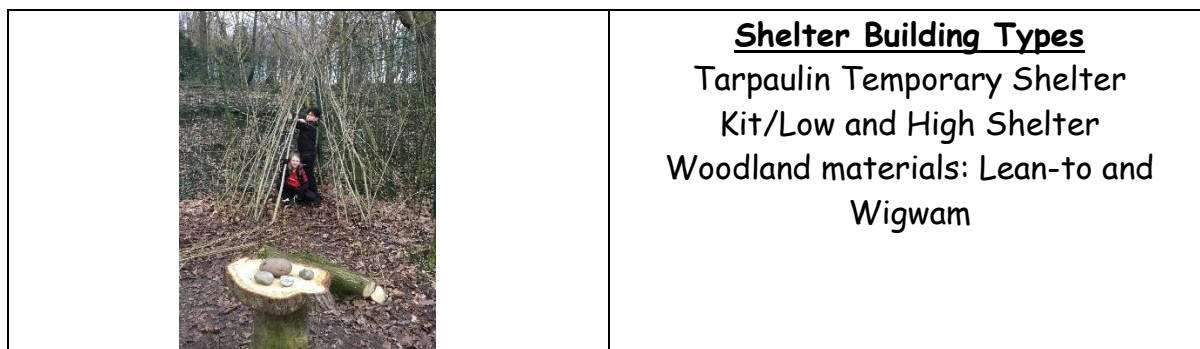 Shelter Building Types
Tarpaulin Temporary Shelter
Kit/Low and High Shelter
Woodland materials: Lean-to and
Wigwam